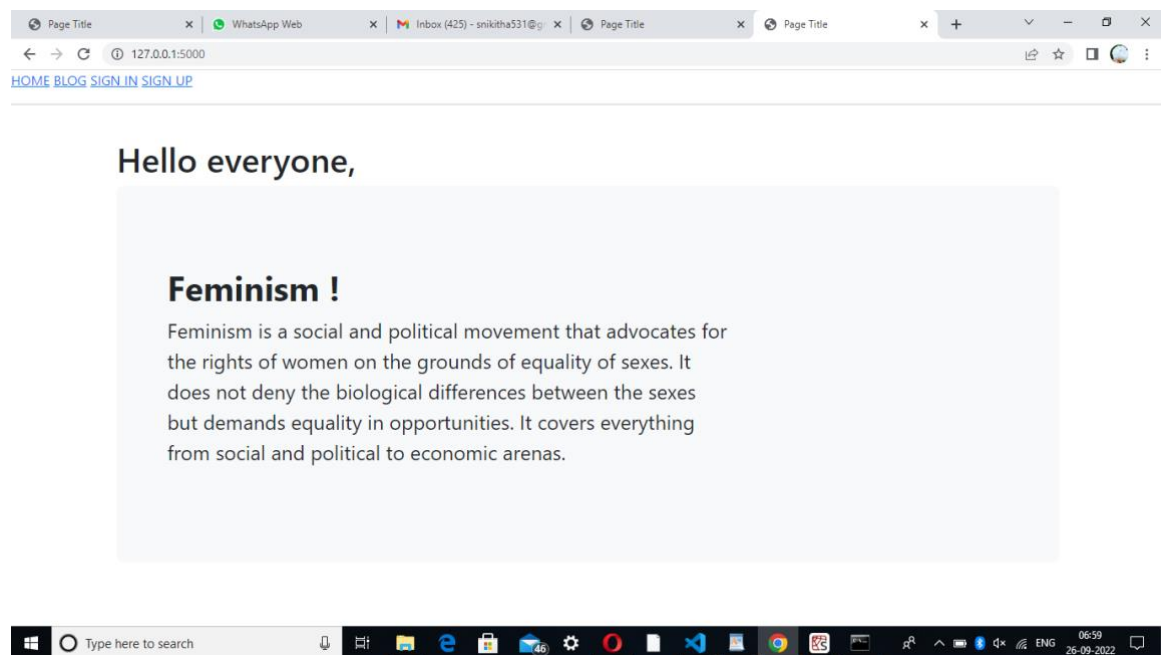 Page Title
WhatsApp Web
Inbox (425) - snikitha531@g
Page Title
Page Title
127.0.0.1:5000
HOME BLOG SIGN IN SIGN UP
Hello everyone,
Feminism !
Feminism is a social and political movement that advocates for
the rights of women on the grounds of equality of sexes. It
does not deny the biological differences between the sexes
but demands equality in opportunities. It covers everything
from social and political to economic arenas.
Type here to search
46
ENG
06:59
26-09-2022